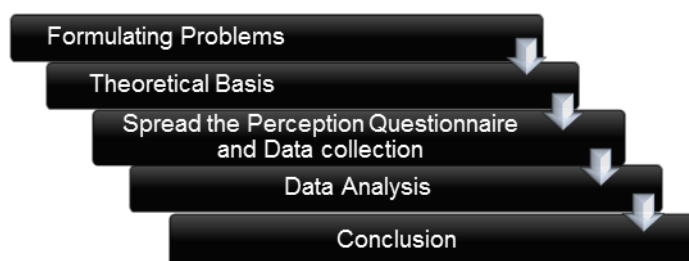 Formulating Problems
Theoretical Basis
Spread the Perception Questionnaire
and Data collection
Data Analysis
Conclusion